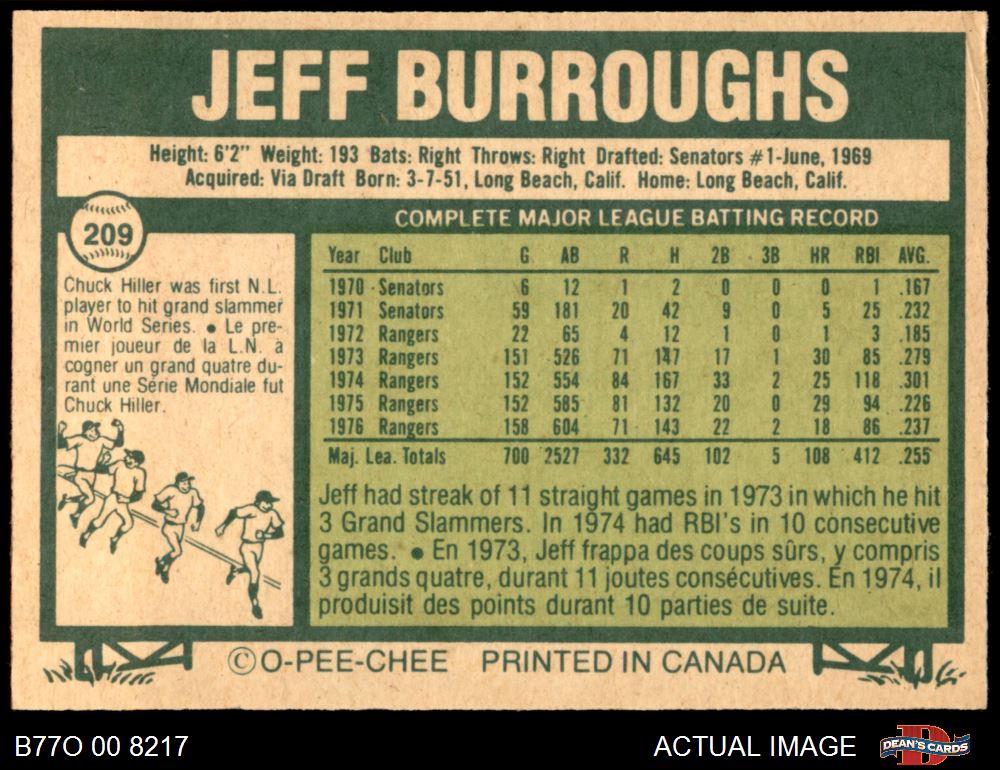 JEFF BURROUGHS
Height: 6'2" Weight: 193 Bats: Right Throws: Right Drafted: Senators #1-June, 1969
Acquired: Via Draft Born: 3-7-51, Long Beach, Calif. Home: Long Beach, Calif.
209
Chuck Hiller was first N.L.
player to hit grand slammer
in World Series. ● Le pre-
mier joueur de la L.N. à
cogner un grand quatre du-
rant une Série Mondiale fut
Chuck Hiller.
COMPLETE MAJOR LEAGUE BATTING RECORD
Year Club G AB R H 2B 3B HR RBI AVG.
1970 Senators 6 12 1 2 0 0 0 1 .167
1971 Senators 59 181 20 42 9 0 5 25 .232
1972 Rangers 22 65 4 12 1 0 1 3 .185
1973 Rangers 151 526 71 147 17 1 30 85 .279
1974 Rangers 152 554 84 167 33 2 25 118 .301
1975 Rangers 152 585 81 132 20 0 29 94 .226
1976 Rangers 158 604 71 143 22 2 18 86 .237
Maj. Lea. Totals 700 2527 332 645 102 5 108 412 .255
Jeff had streak of 11 straight games in 1973 in which he hit
3 Grand Slammers. In 1974 had RBI's in 10 consecutive
games. ● En 1973, Jeff frappa des coups sûrs, y compris
3 grands quatre, durant 11 joutes consécutives. En 1974, il
produisit des points durant 10 parties de suite.
© O-PEE-CHEE PRINTED IN CANADA
B77O 00 8217
ACTUAL IMAGE
D
DEAN'S CARDS